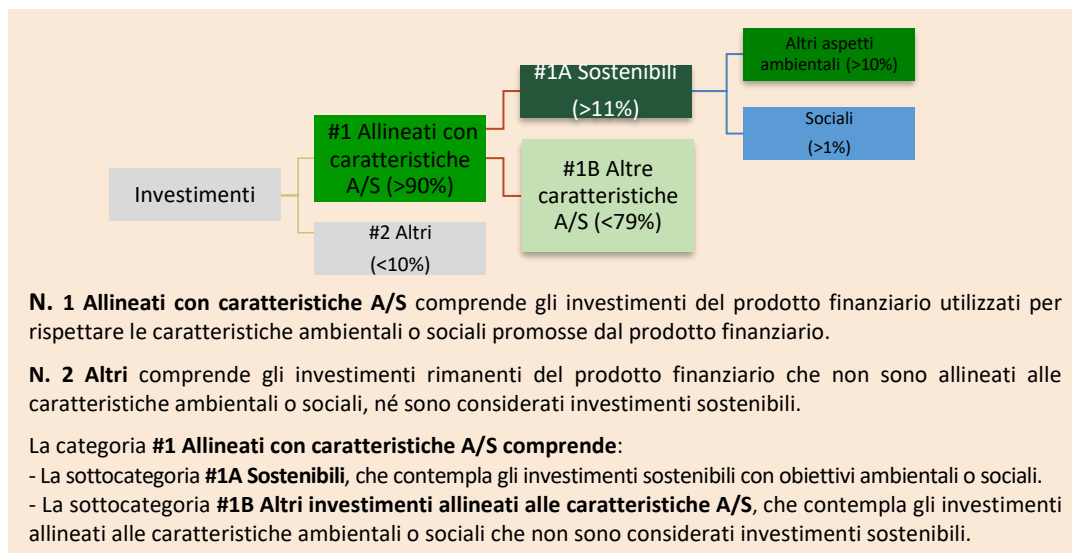 Investimenti
#1 Allineati con
caratteristiche
A/S (>90%)
#2 Altri
(<10%)
#1A Sostenibili
(>11%)
#1B Altre
caratteristiche
A/S (<79%)
Altri aspetti
ambientali (>10%)
Sociali
(>1%)
N. 1 Allineati con caratteristiche A/S comprende gli investimenti del prodotto finanziario utilizzati per
rispettare le caratteristiche ambientali o sociali promosse dal prodotto finanziario.
N. 2 Altri comprende gli investimenti rimanenti del prodotto finanziario che non sono allineati alle
caratteristiche ambientali o sociali, né sono considerati investimenti sostenibili.
La categoria #1 Allineati con caratteristiche A/S comprende:
- La sottocategoria #1A Sostenibili, che contempla gli investimenti sostenibili con obiettivi ambientali o sociali.
- La sottocategoria #1B Altri investimenti allineati alle caratteristiche A/S, che contempla gli investimenti
allineati alle caratteristiche ambientali o sociali che non sono considerati investimenti sostenibili.